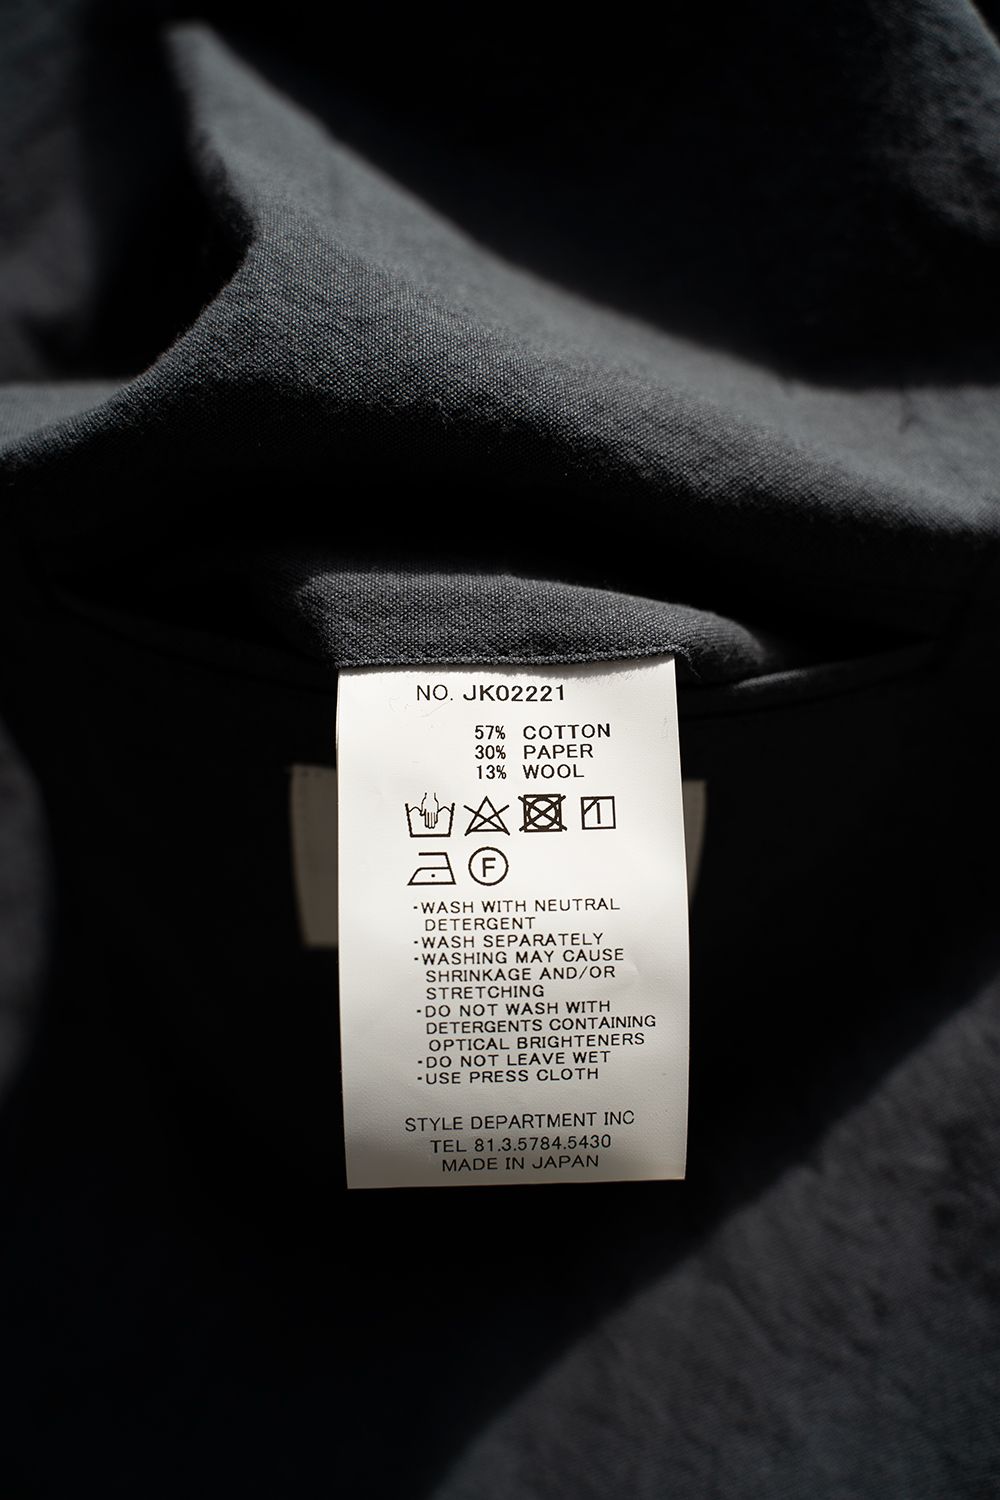 NO. JK02221
57% COTTON
30% PAPER
13% WOOL
F
-WASH WITH NEUTRAL
DETERGENT
-WASH SEPARATELY
-WASHING MAY CAUSE
SHRINKAGE AND/OR
STRETCHING
-DO NOT WASH WITH
DETERGENTS CONTAINING
OPTICAL BRIGHTENERS
-DO NOT LEAVE WET
-USE PRESS CLOTH
STYLE DEPARTMENT INC
TEL 81.3.5784.5430
MADE IN JAPAN